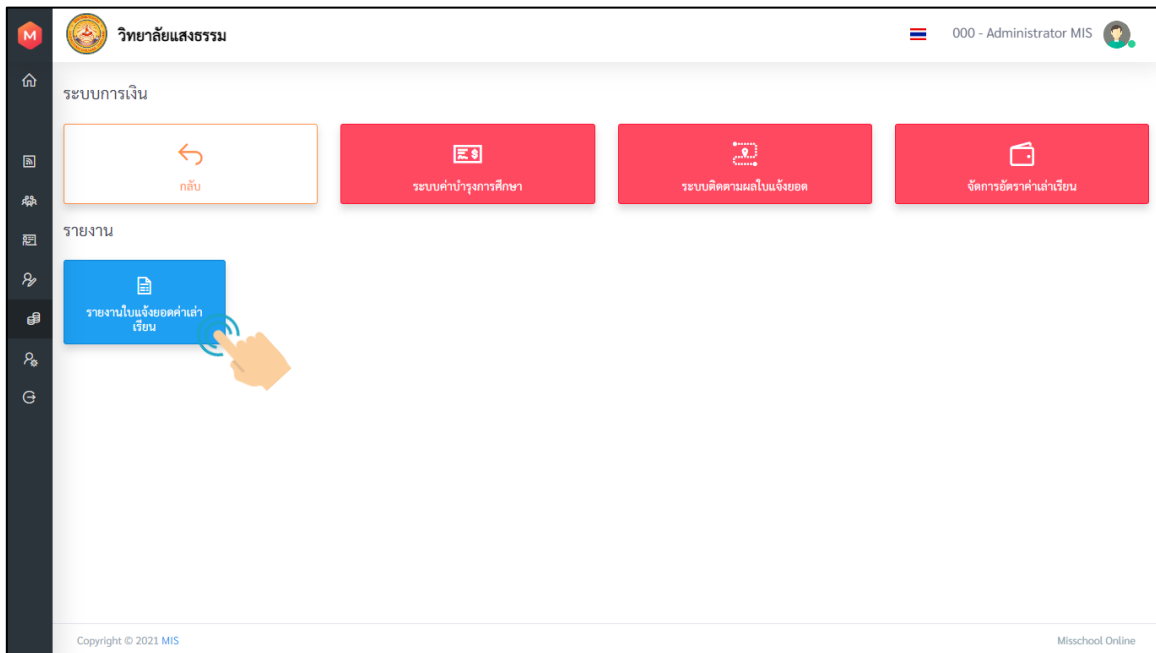 M
วิทยาลัยแสงธรรม
000 - Administrator MIS
ระบบการเงิน
กลับ
ระบบค่าบำรุงการศึกษา
ระบบติดตามผลใบแจ้งยอด
จัดการอัตราค่าเล่าเรียน
รายงาน
รายงานใบแจ้งยอดค่าเล่า
เรียน
Copyright © 2021 MIS
Misschool Online